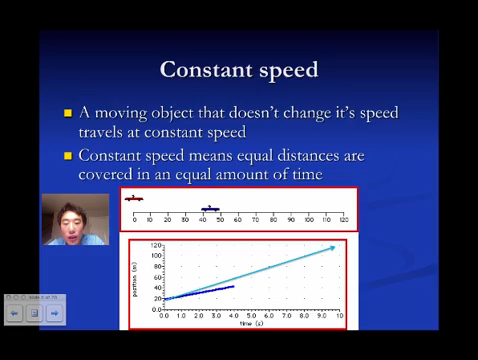 Constant speed
A moving object that doesn't change it's speed
travels at constant speed
Constant speed means equal distances are
covered in an equal amount of time
0 10 20 30 40 50 60 70 80 90 100 110 120
120
100
80
60
40
20
0.0
position (m)
0.0 1.0 2.0 3.0 4.0 5.0 6.0 7.0 8.0 9.0 10
time (s)